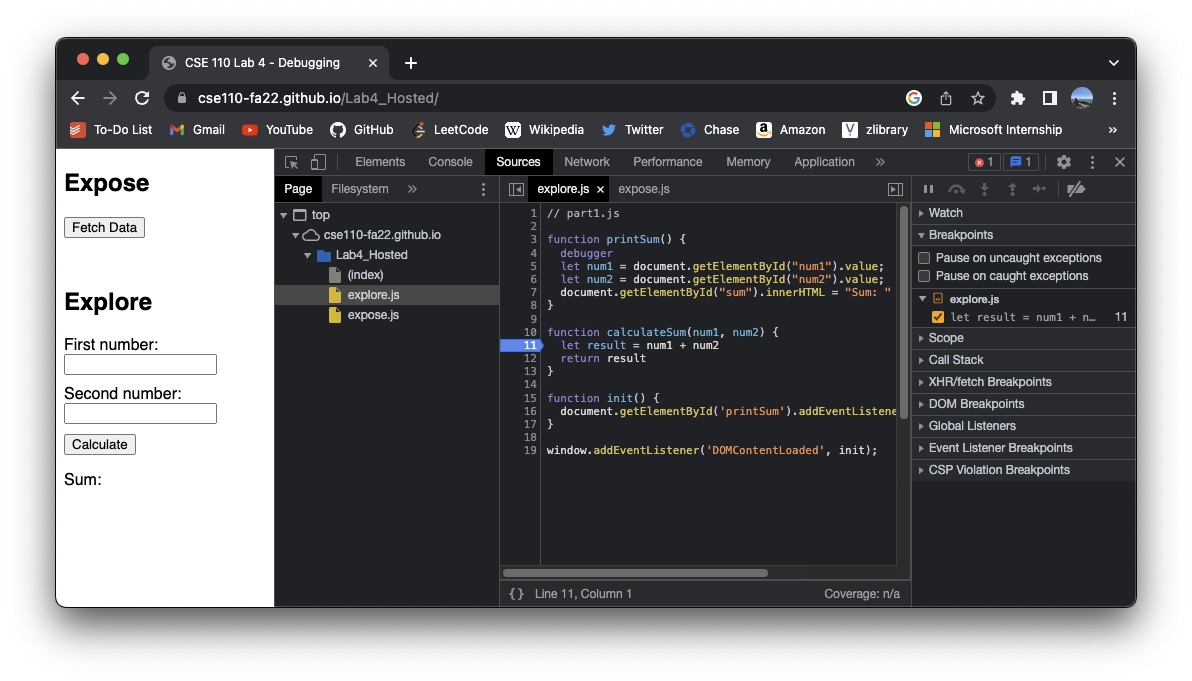 CSE 110 Lab 4 - Debugging
cse110-fa22.github.io/Lab4_Hosted/
To-Do List Gmail YouTube GitHub LeetCode Wikipedia Twitter Chase Amazon zlibrary Microsoft Internship »
Expose
Fetch Data
Explore
First number:
Second number:
Calculate
Sum:
Elements Console Sources Network Performance Memory Application » 1 1
Page Filesystem »
top
cse110-fa22.github.io
Lab4_Hosted
(index)
explore.js
expose.js
explore.js × expose.js
1 // part1.js
2
3 function printSum() {
4 debugger
5 let num1 = document.getElementById("num1").value;
6 let num2 = document.getElementById("num2").value;
7 document.getElementById("sum").innerHTML = "Sum: "
8 }
9
10 function calculateSum(num1, num2) {
11 let result = num1 + num2
12 return result
13 }
14
15 function init() {
16 document.getElementById('printSum').addEventListene
17 }
18
19 window.addEventListener('DOMContentLoaded', init);
{} Line 11, Column 1 Coverage: n/a
Watch
Breakpoints
Pause on uncaught exceptions
Pause on caught exceptions
explore.js
let result = num1 + n… 11
Scope
Call Stack
XHR/fetch Breakpoints
DOM Breakpoints
Global Listeners
Event Listener Breakpoints
CSP Violation Breakpoints